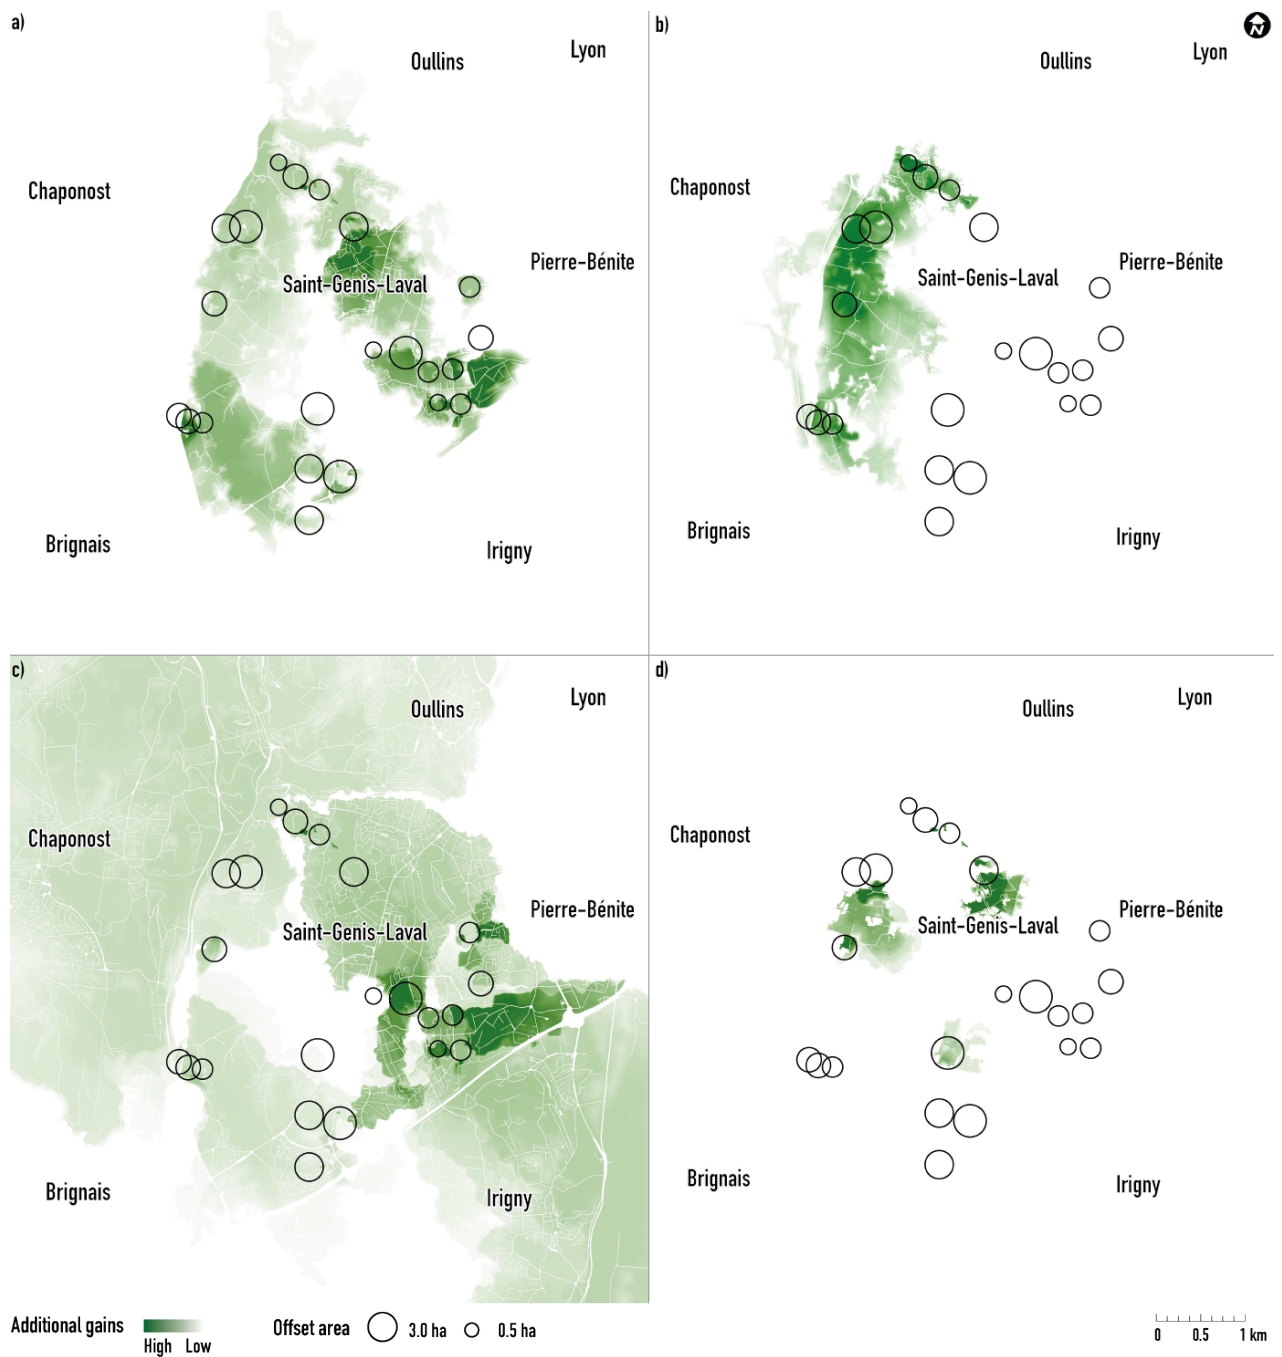 a)
Oullins
Lyon
Chaponost
Pierre-Bénite
Saint-Genis-Laval
Brignais
Irigny
b)
N
Oullins
Lyon
Chaponost
Pierre-Bénite
Saint-Genis-Laval
Brignais
Irigny
c)
Oullins
Lyon
Chaponost
Pierre-Bénite
Saint-Genis-Laval
Brignais
Irigny
d)
Oullins
Lyon
Chaponost
Pierre-Bénite
Saint-Genis-Laval
Brignais
Irigny
Additional gains
High Low
Offset area
3.0 ha
0.5 ha
0 0.5 1 km